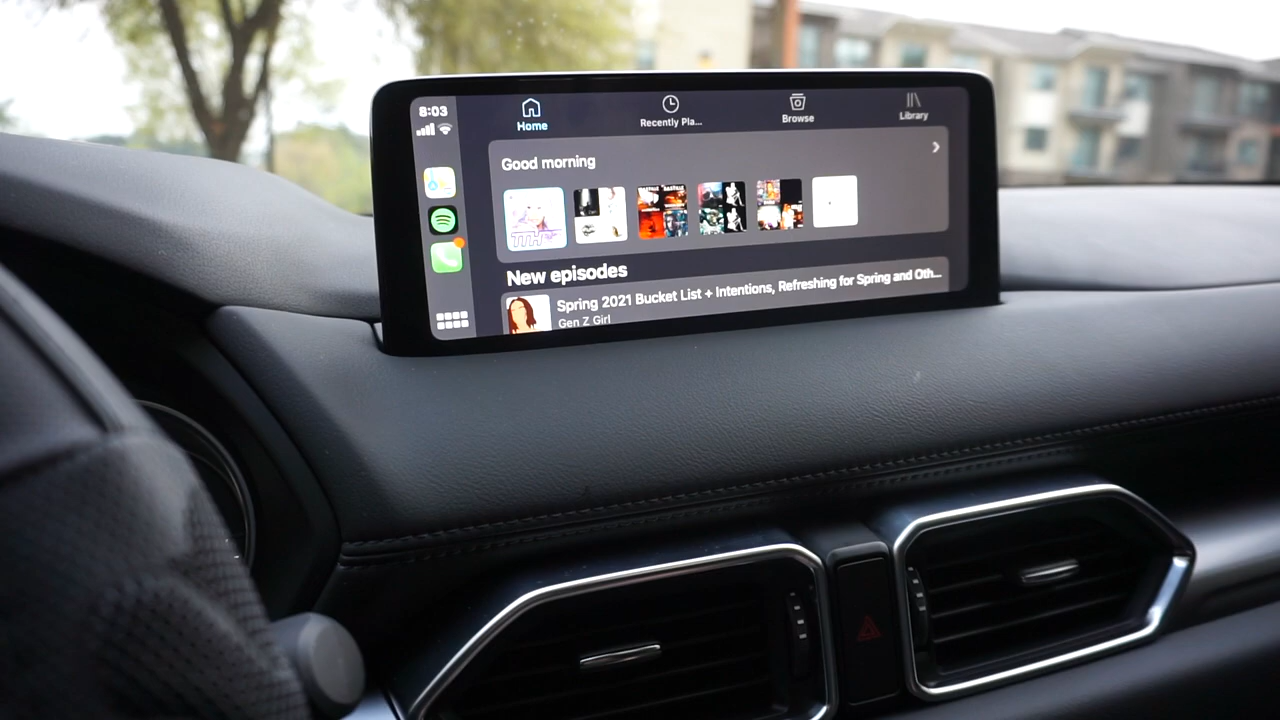 8:03
Home
Recently Pla...
Browse
Library
Good morning
New episodes
Spring 2021 Bucket List + Intentions, Refreshing for Spring and Oth...
Gen Z Girl